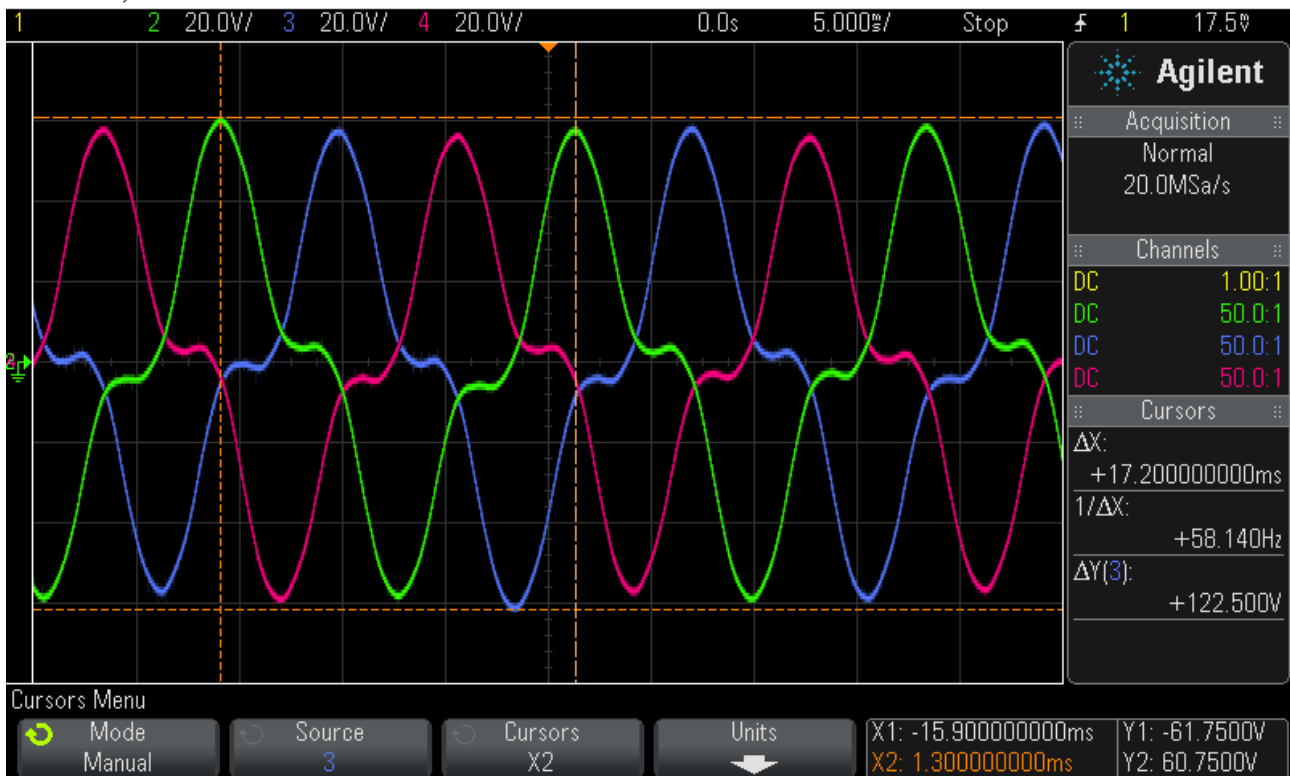 1 2 20.0V/ 3 20.0V/ 4 20.0V/ 0.0s 5.000ms/ Stop 1 17.5V
Agilent
Acquisition
Normal
20.0MSa/s
Channels
DC 1.00:1
DC 50.0:1
DC 50.0:1
DC 50.0:1
Cursors
ΔX:
+17.200000000ms
1/ΔX:
+58.140Hz
ΔY(3):
+122.500V
Cursors Menu
Mode
Manual
Source
3
Cursors
X2
Units
X1: -15.900000000ms
X2: 1.300000000ms
Y1: -61.7500V
Y2: 60.7500V